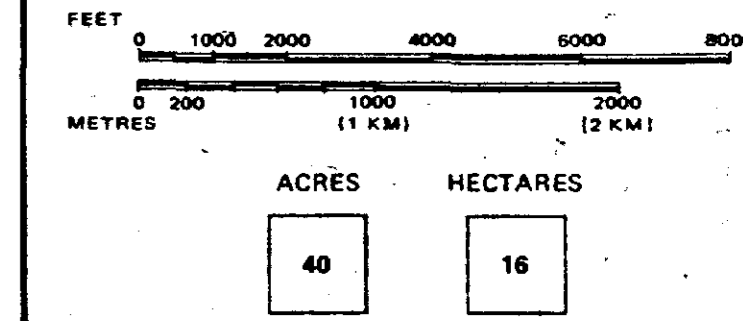 FEET
0 1000 2000 4000 6000 800
0 200 1000 2000
METRES (1 KM) (2 KM)
ACRES HECTARES
40 16